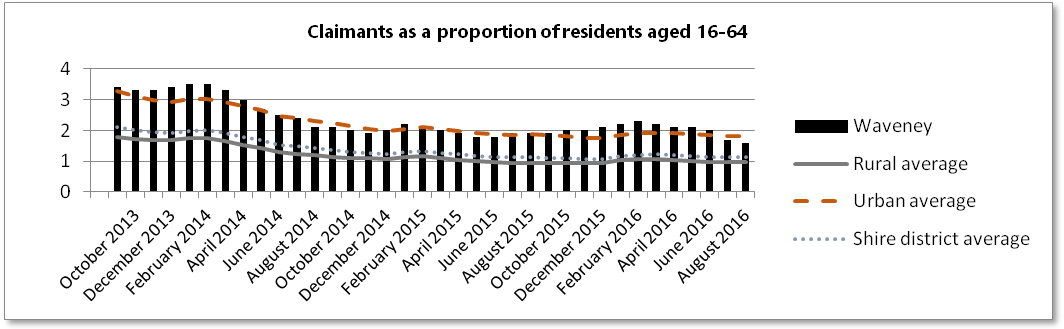 Claimants as a proportion of residents aged 16-64
4
3
2
1
0
October 2013
December 2013
February 2014
April 2014
June 2014
August 2014
October 2014
December 2014
February 2015
April 2015
June 2015
August 2015
October 2015
December 2015
February 2016
April 2016
June 2016
August 2016
Waveney
Rural average
Urban average
Shire district average